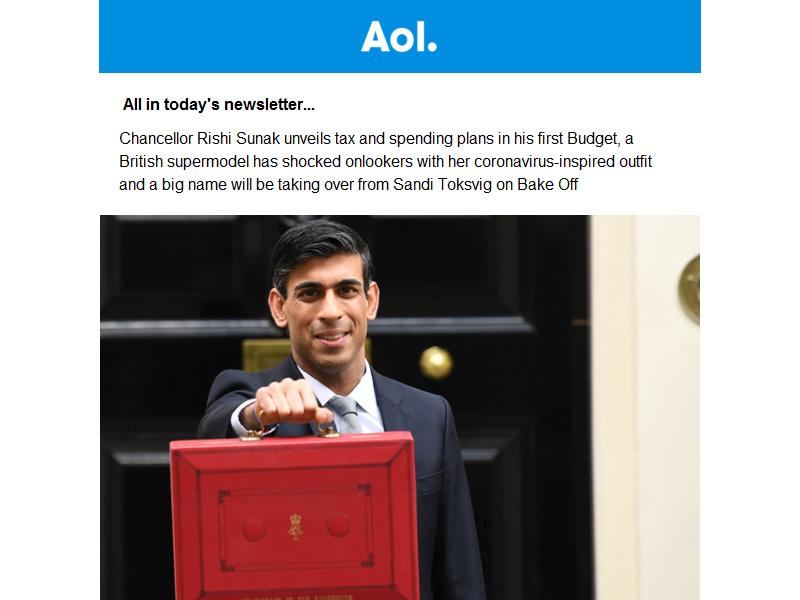 Aol.
All in today's newsletter...
Chancellor Rishi Sunak unveils tax and spending plans in his first Budget, a
British supermodel has shocked onlookers with her coronavirus-inspired outfit
and a big name will be taking over from Sandi Toksvig on Bake Off